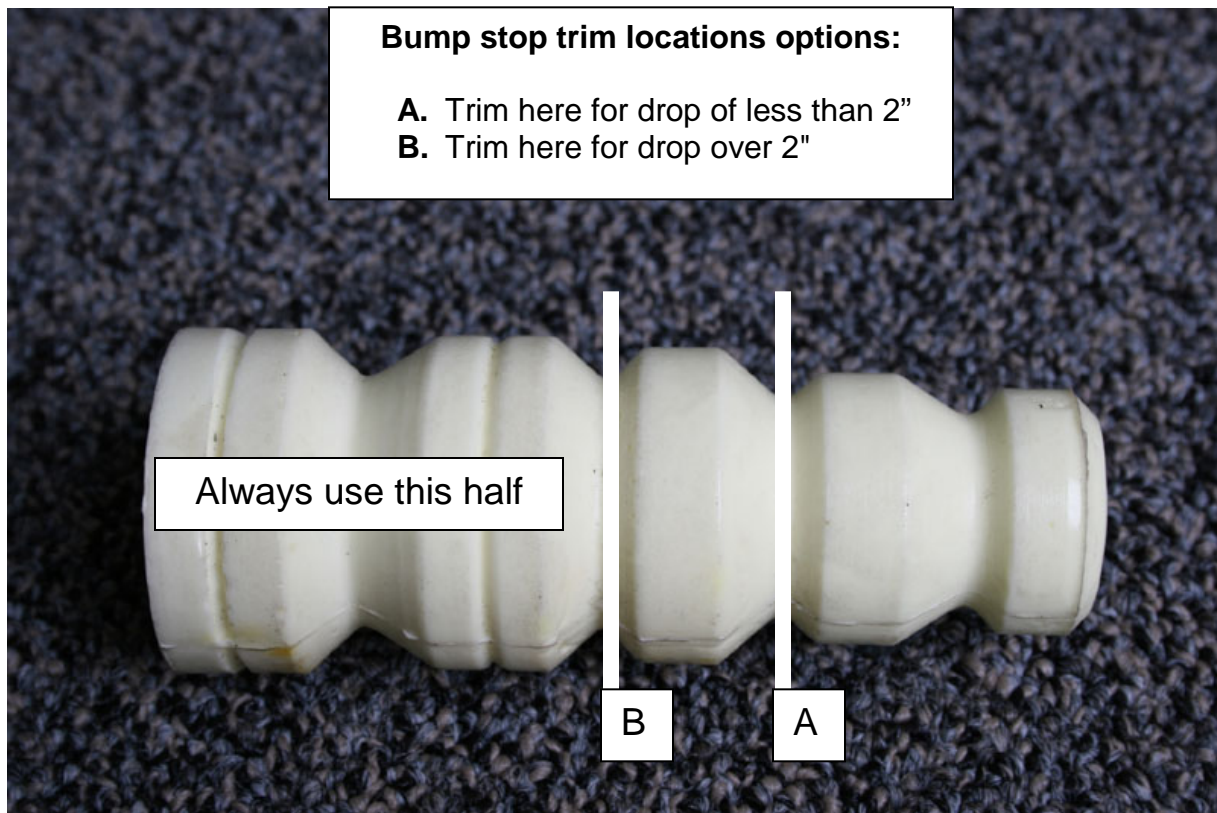 Bump stop trim locations options:
A. Trim here for drop of less than 2”
B. Trim here for drop over 2"
Always use this half
B
A